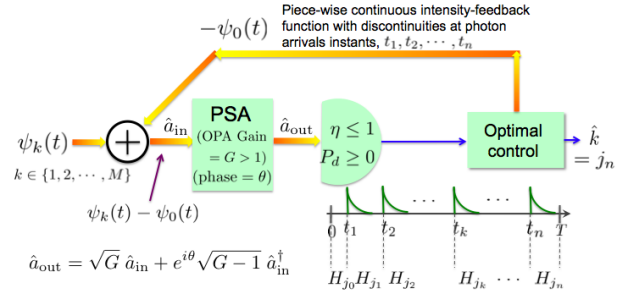 −ψ₀(t)
Piece-wise continuous intensity-feedback
function with discontinuities at photon
arrivals instants, t₁, t₂, ⋯, tₙ
ψₖ(t)
k ∈ {1, 2, ⋯, M}
+
âᵢₙ
PSA
(OPA Gain
= G > 1)
(phase = θ)
âₒᵤₜ
η ≤ 1
P_d ≥ 0
Optimal
control
k̂
= jₙ
ψₖ(t) − ψ₀(t)
⋯ ⋯
0 t₁ t₂ tₖ tₙ T
âₒᵤₜ = √G âᵢₙ + e^{iθ}√(G − 1) âᵢₙ†
H_{j₀} H_{j₁} H_{j₂} H_{jₖ} ⋯ H_{jₙ}